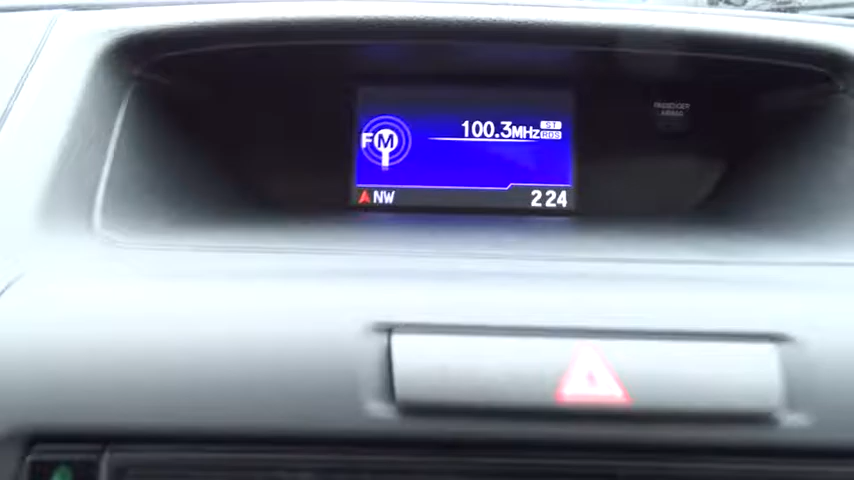 FM 100.3MHz ST
RDS
NW 2 24
PASSENGER
AIRBAG